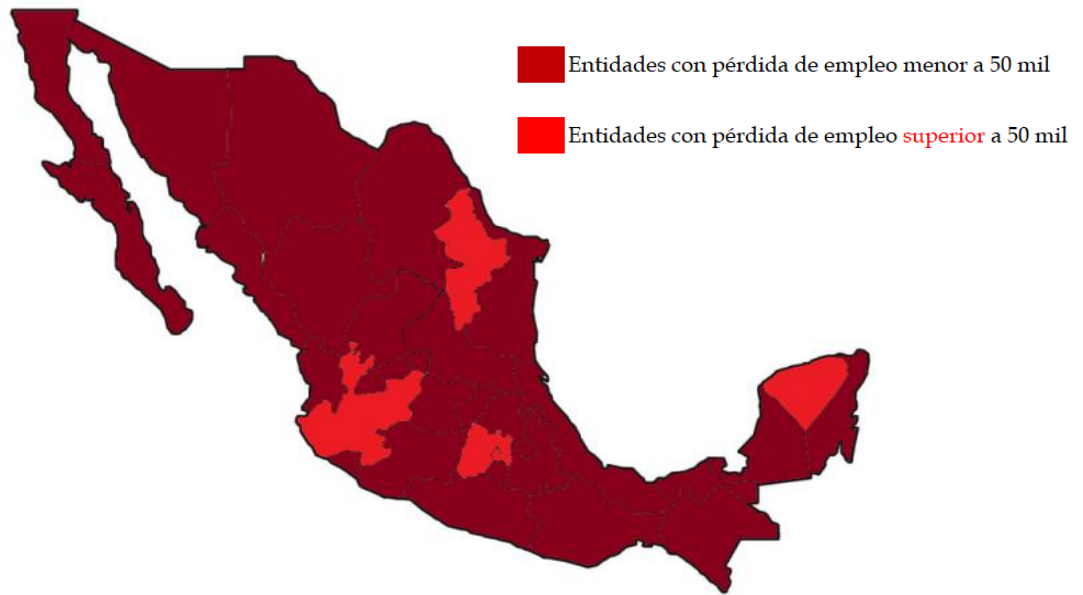 Entidades con pérdida de empleo menor a 50 mil
Entidades con pérdida de empleo superior a 50 mil